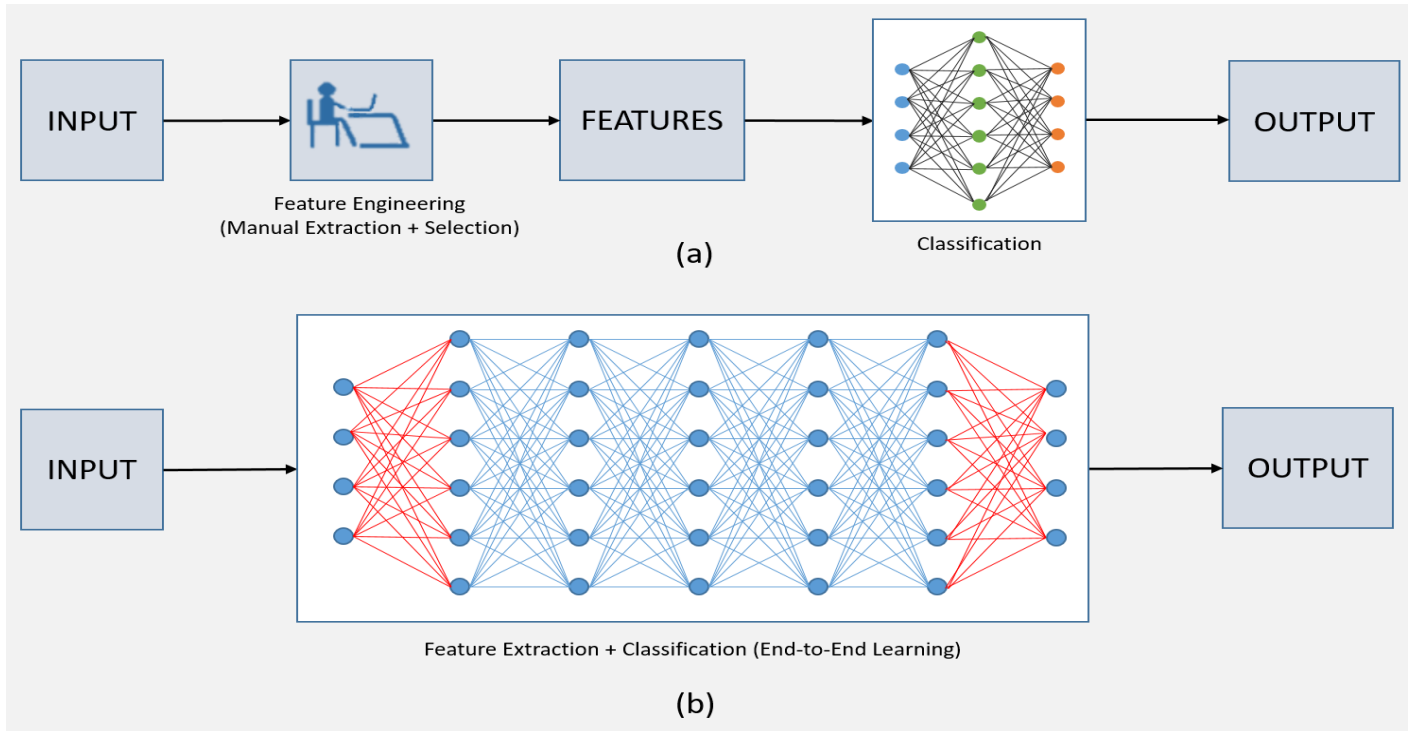 INPUT
FEATURES
OUTPUT
Feature Engineering
(Manual Extraction + Selection)
Classification
(a)
INPUT
OUTPUT
Feature Extraction + Classification (End-to-End Learning)
(b)